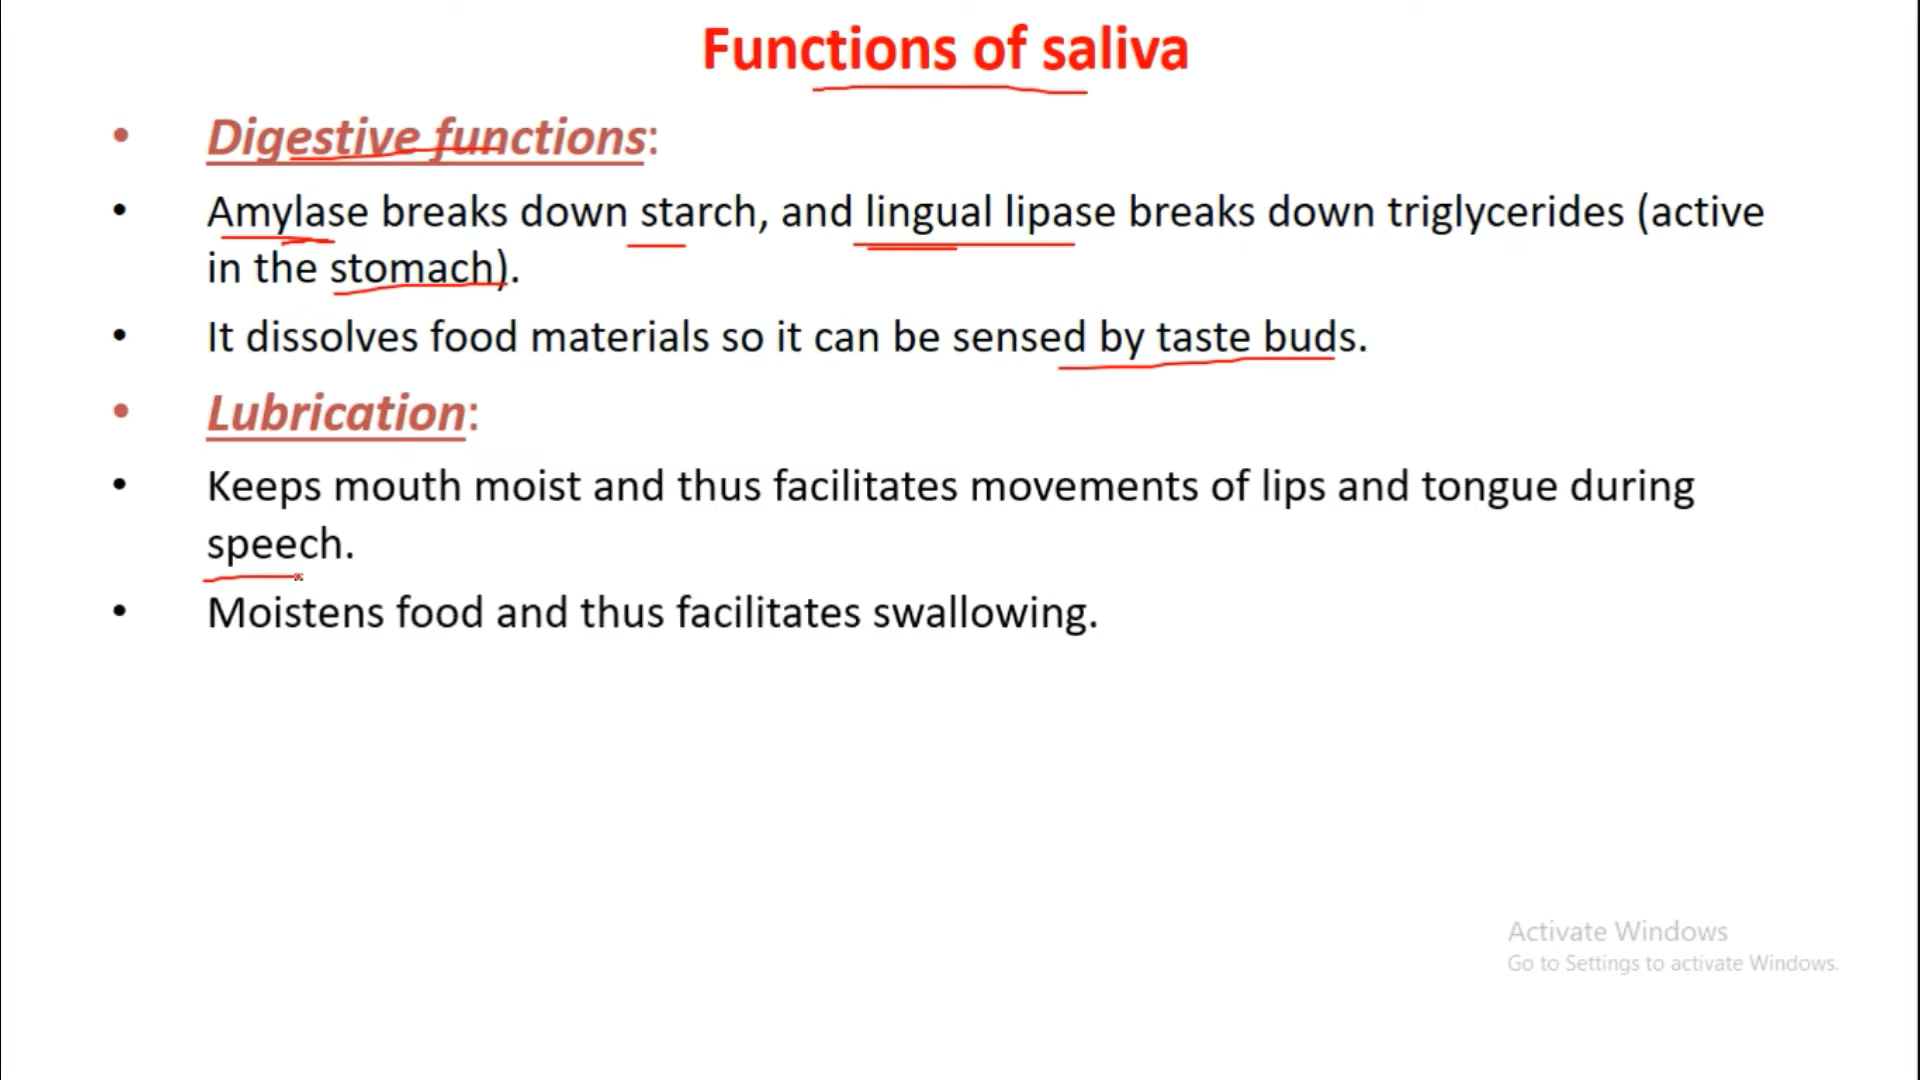 Functions of saliva
• Digestive functions:
• Amylase breaks down starch, and lingual lipase breaks down triglycerides (active
in the stomach).
• It dissolves food materials so it can be sensed by taste buds.
• Lubrication:
• Keeps mouth moist and thus facilitates movements of lips and tongue during
speech.
• Moistens food and thus facilitates swallowing.
Activate Windows
Go to Settings to activate Windows.